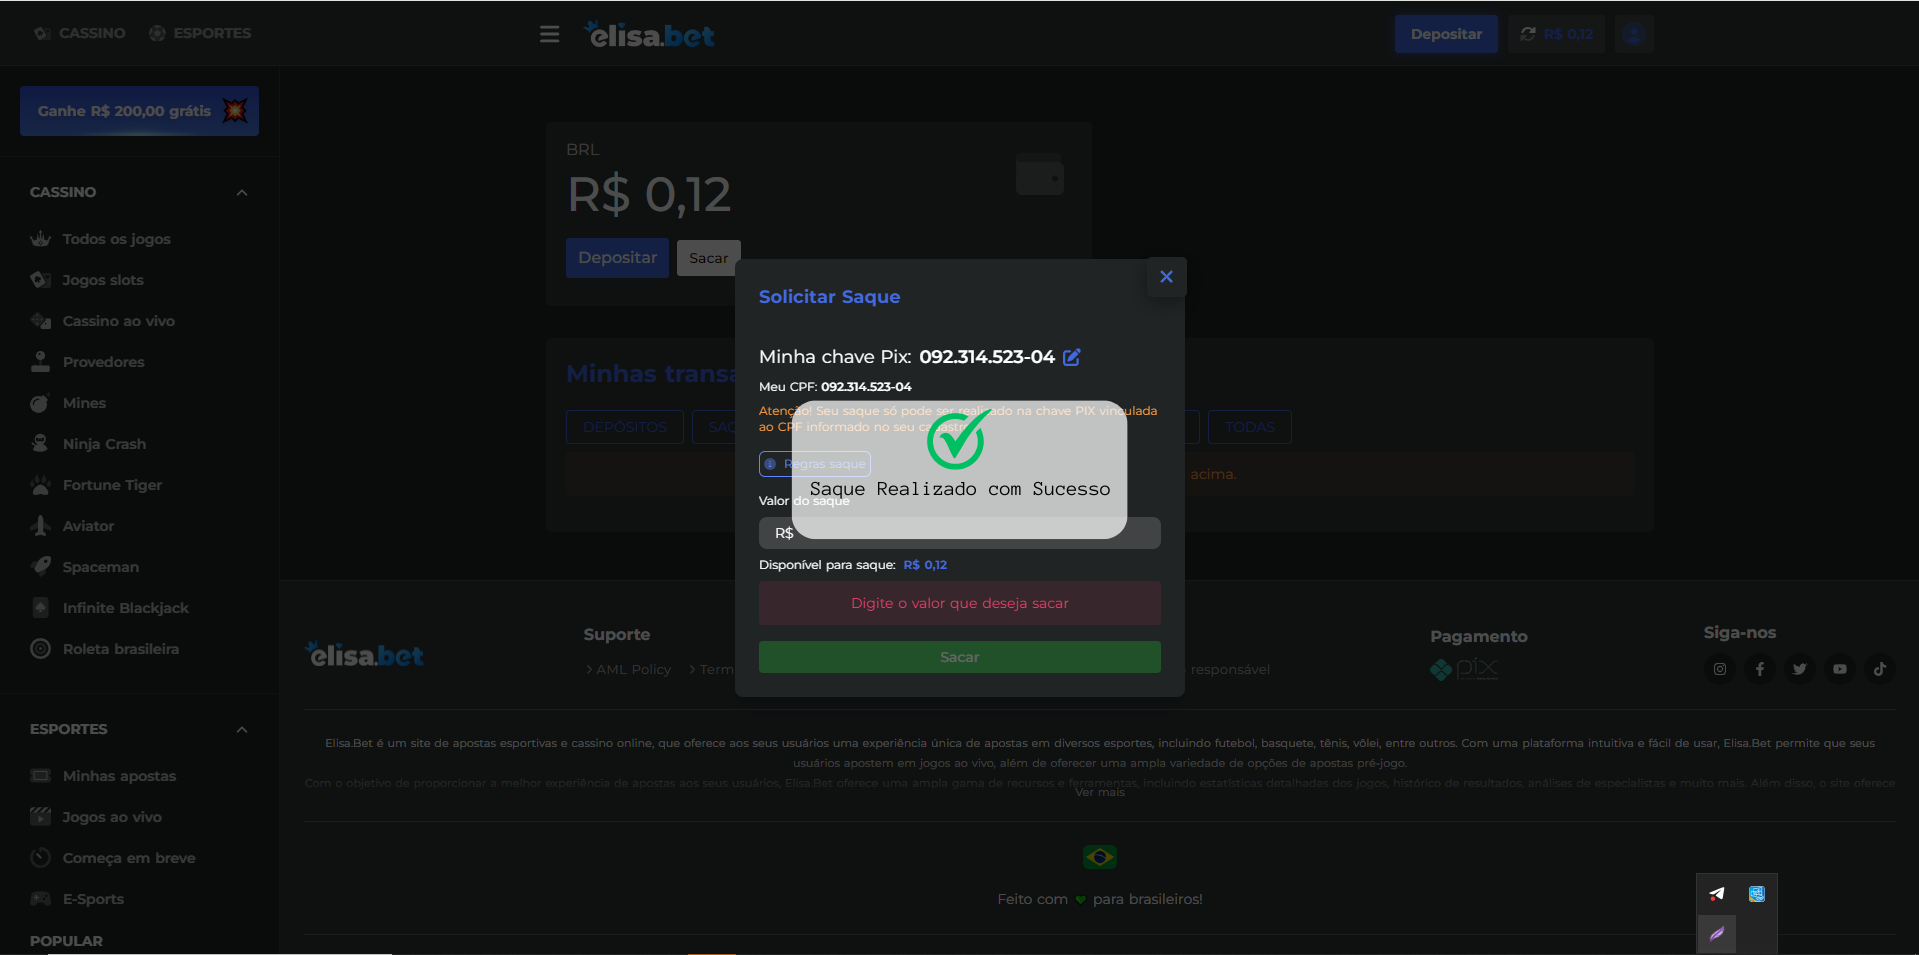 CASSINO
ESPORTES
elisa.bet
Depositar
R$ 0,12
Ganhe R$ 200,00 grátis
CASSINO
Todos os jogos
Jogos slots
Cassino ao vivo
Provedores
Mines
Ninja Crash
Fortune Tiger
Aviator
Spaceman
Infinite Blackjack
Roleta brasileira
ESPORTES
Minhas apostas
Jogos ao vivo
Começa em breve
E-Sports
POPULAR
BRL
R$ 0,12
Depositar
Sacar
Minhas transa
DEPÓSITOS
SAQ
TODAS
acima.
Solicitar Saque
Minha chave Pix: 092.314.523-04
Meu CPF: 092.314.523-04
Atenção! Seu saque só pode ser realizado na chave PIX vinculada
ao CPF informado no seu cadastro
Regras saque
Saque Realizado com Sucesso
Valor do saque
R$
Disponível para saque: R$ 0,12
Digite o valor que deseja sacar
Sacar
elisa.bet
Suporte
AML Policy
Term
responsável
Pagamento
pix
Siga-nos
Elisa.Bet é um site de apostas esportivas e cassino online, que oferece aos seus usuários uma experiência única de apostas em diversos esportes, incluindo futebol, basquete, tênis, vôlei, entre outros. Com uma plataforma intuitiva e fácil de usar, Elisa.Bet permite que seus
usuários apostem em jogos ao vivo, além de oferecer uma ampla variedade de opções de apostas pré-jogo.
Com o objetivo de proporcionar a melhor experiência de apostas aos seus usuários, Elisa.Bet oferece uma ampla gama de recursos e ferramentas, incluindo estatísticas detalhadas dos jogos, histórico de resultados, análises de especialistas e muito mais. Além disso, o site oferece
Ver mais
Feito com
para brasileiros!